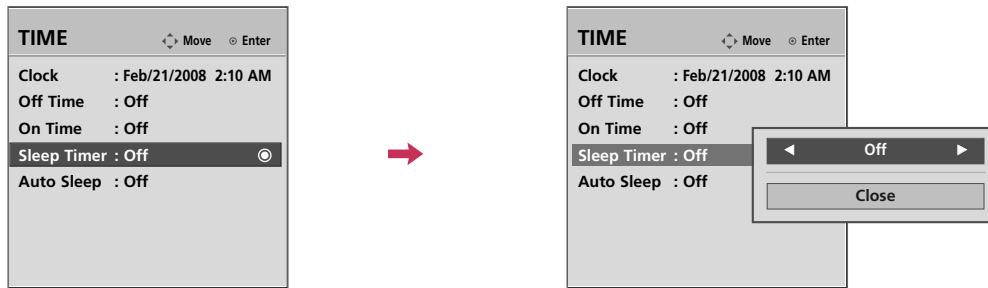 TIME Move Enter
Clock : Feb/21/2008 2:10 AM
Off Time : Off
On Time : Off
Sleep Timer : Off
Auto Sleep : Off
TIME Move Enter
Clock : Feb/21/2008 2:10 AM
Off Time : Off
On Time : Off
Sleep Timer : Off
Auto Sleep : Off
Off
Close